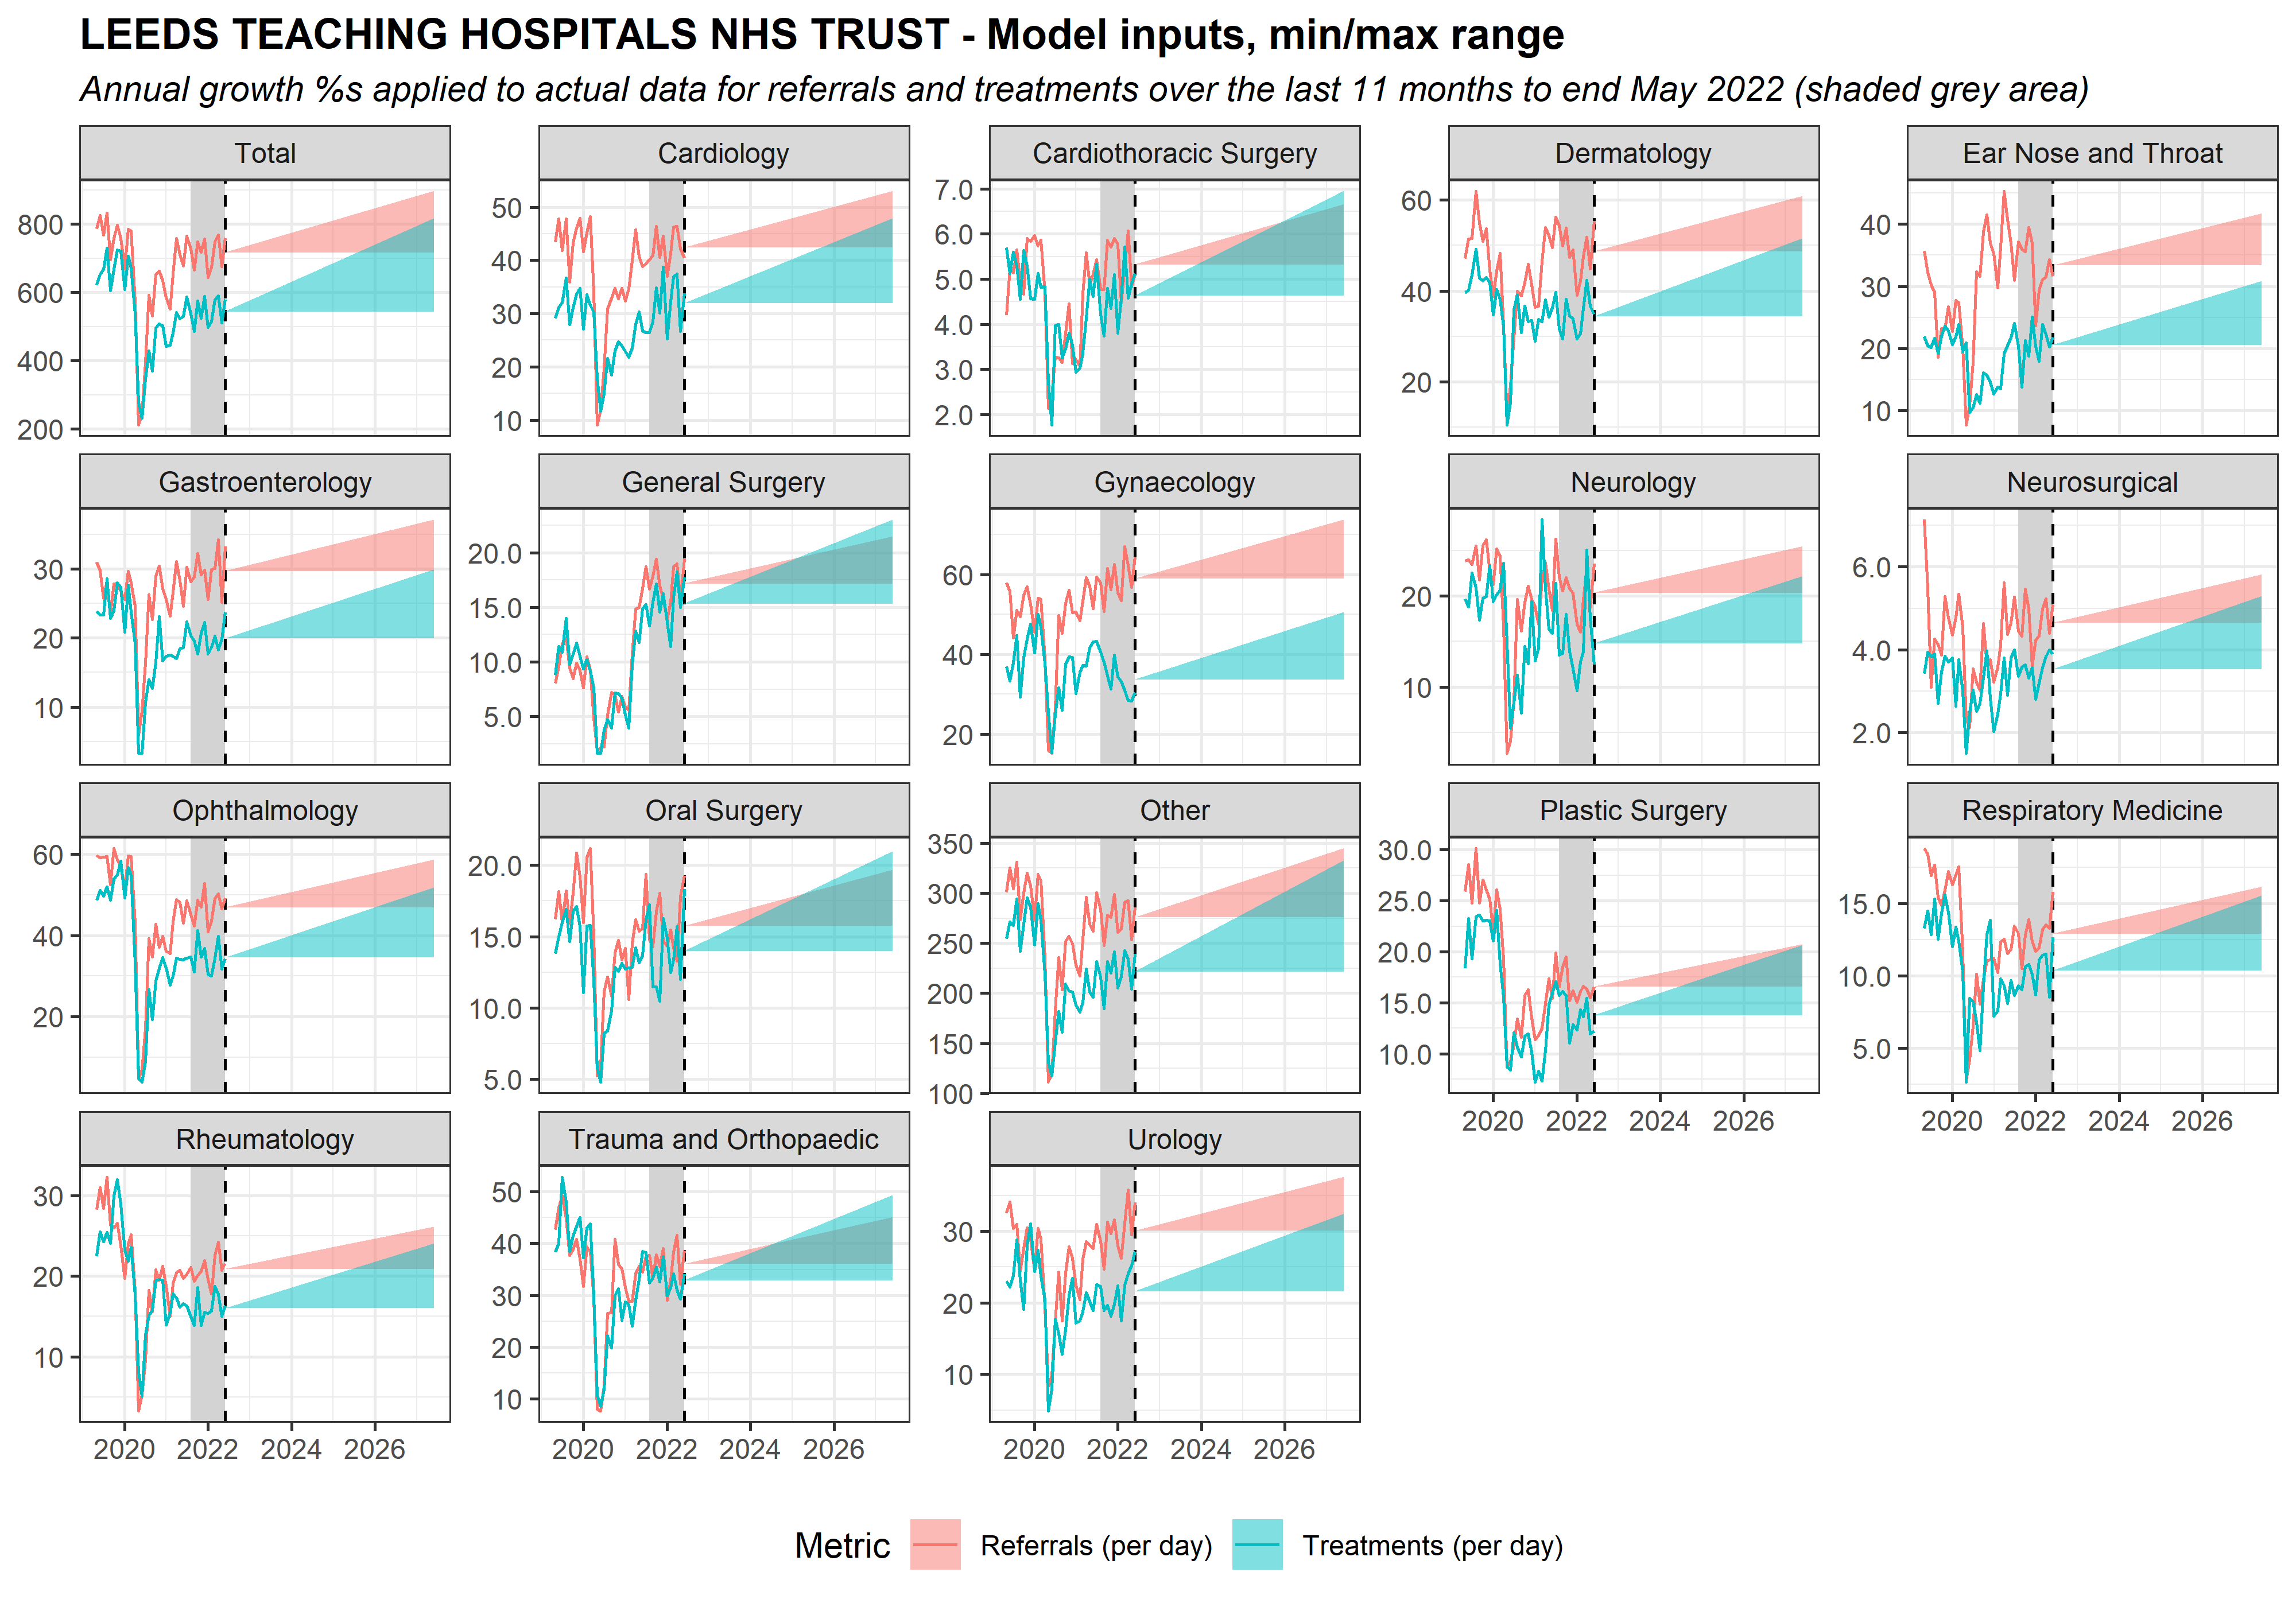 LEEDS TEACHING HOSPITALS NHS TRUST - Model inputs, min/max range
Annual growth %s applied to actual data for referrals and treatments over the last 11 months to end May 2022 (shaded grey area)
Total
800
600
400
200
Cardiology
50
40
30
20
10
Cardiothoracic Surgery
7.0
6.0
5.0
4.0
3.0
2.0
Dermatology
60
40
20
Ear Nose and Throat
40
30
20
10
Gastroenterology
30
20
10
General Surgery
20.0
15.0
10.0
5.0
Gynaecology
60
40
20
Neurology
20
10
Neurosurgical
6.0
4.0
2.0
Ophthalmology
60
40
20
Oral Surgery
20.0
15.0
10.0
5.0
Other
350
300
250
200
150
100
Plastic Surgery
30.0
25.0
20.0
15.0
10.0
2020 2022 2024 2026
Respiratory Medicine
15.0
10.0
5.0
2020 2022 2024 2026
Rheumatology
30
20
10
2020 2022 2024 2026
Trauma and Orthopaedic
50
40
30
20
10
2020 2022 2024 2026
Urology
30
20
10
2020 2022 2024 2026
Metric Referrals (per day) Treatments (per day)